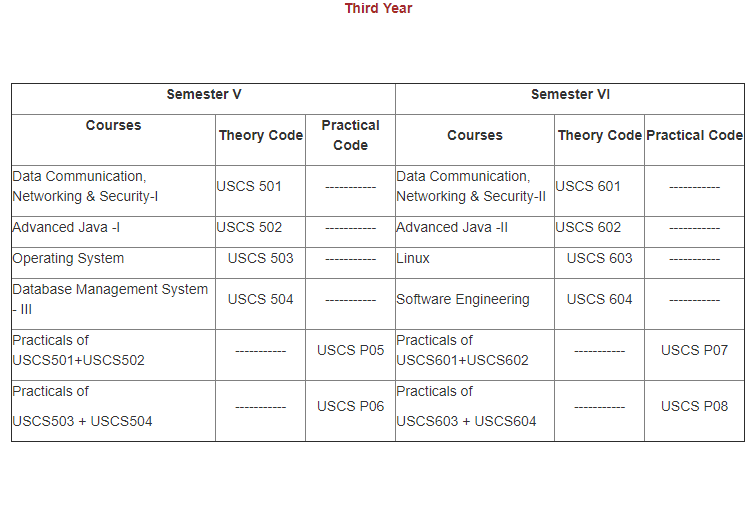 Third Year
Semester V
Semester VI
Courses
Theory Code
Practical
Code
Courses
Theory Code
Practical Code
Data Communication,
Networking & Security-I
USCS 501
-----------
Data Communication,
Networking & Security-II
USCS 601
-----------
Advanced Java -I
USCS 502
-----------
Advanced Java -II
USCS 602
-----------
Operating System
USCS 503
-----------
Linux
USCS 603
-----------
Database Management System
- III
USCS 504
-----------
Software Engineering
USCS 604
-----------
Practicals of
USCS501+USCS502
-----------
USCS P05
Practicals of
USCS601+USCS602
-----------
USCS P07
Practicals of
USCS503 + USCS504
-----------
USCS P06
Practicals of
USCS603 + USCS604
-----------
USCS P08